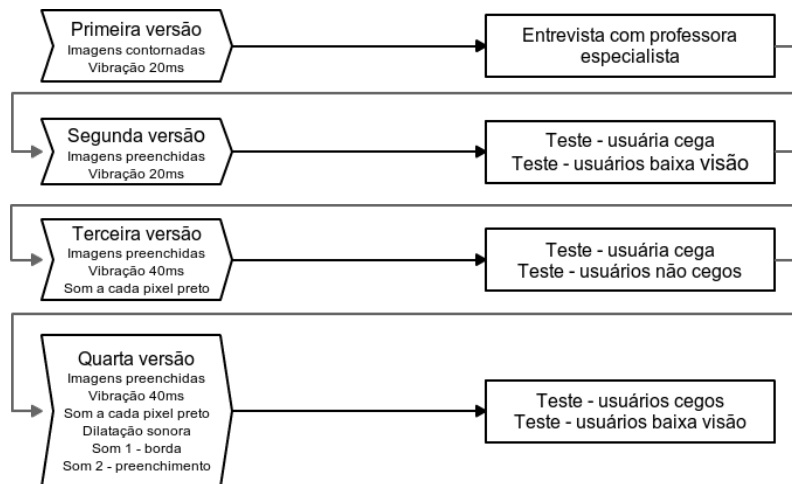 Primeira versão
Imagens contornadas
Vibração 20ms
Entrevista com professora
especialista
Segunda versão
Imagens preenchidas
Vibração 20ms
Teste - usuária cega
Teste - usuários baixa visão
Terceira versão
Imagens preenchidas
Vibração 40ms
Som a cada pixel preto
Teste - usuária cega
Teste - usuários não cegos
Quarta versão
Imagens preenchidas
Vibração 40ms
Som a cada pixel preto
Dilatação sonora
Som 1 - borda
Som 2 - preenchimento
Teste - usuários cegos
Teste - usuários baixa visão